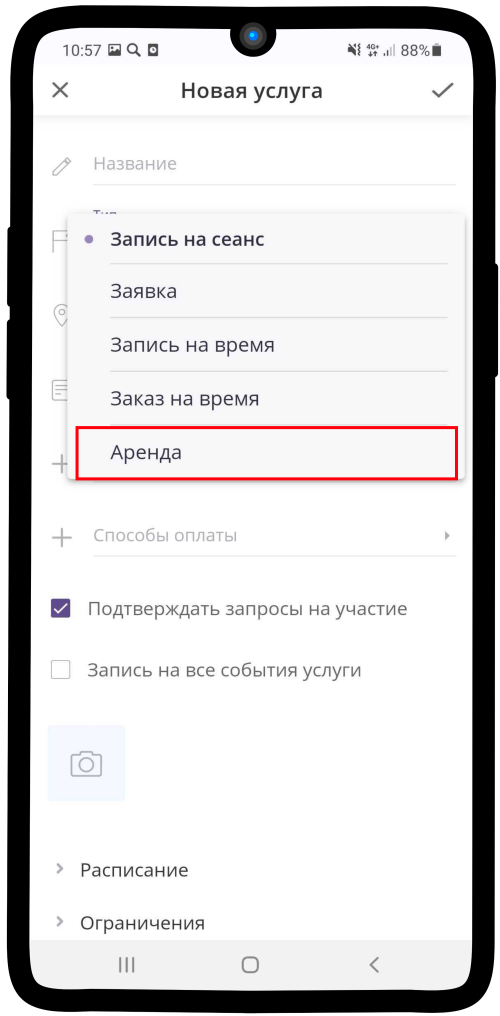 10:57 4G+ 88%
Новая услуга
Название
Тип
Запись на сеанс
Заявка
Запись на время
Заказ на время
Аренда
Способы оплаты
Подтверждать запросы на участие
Запись на все события услуги
Расписание
Ограничения